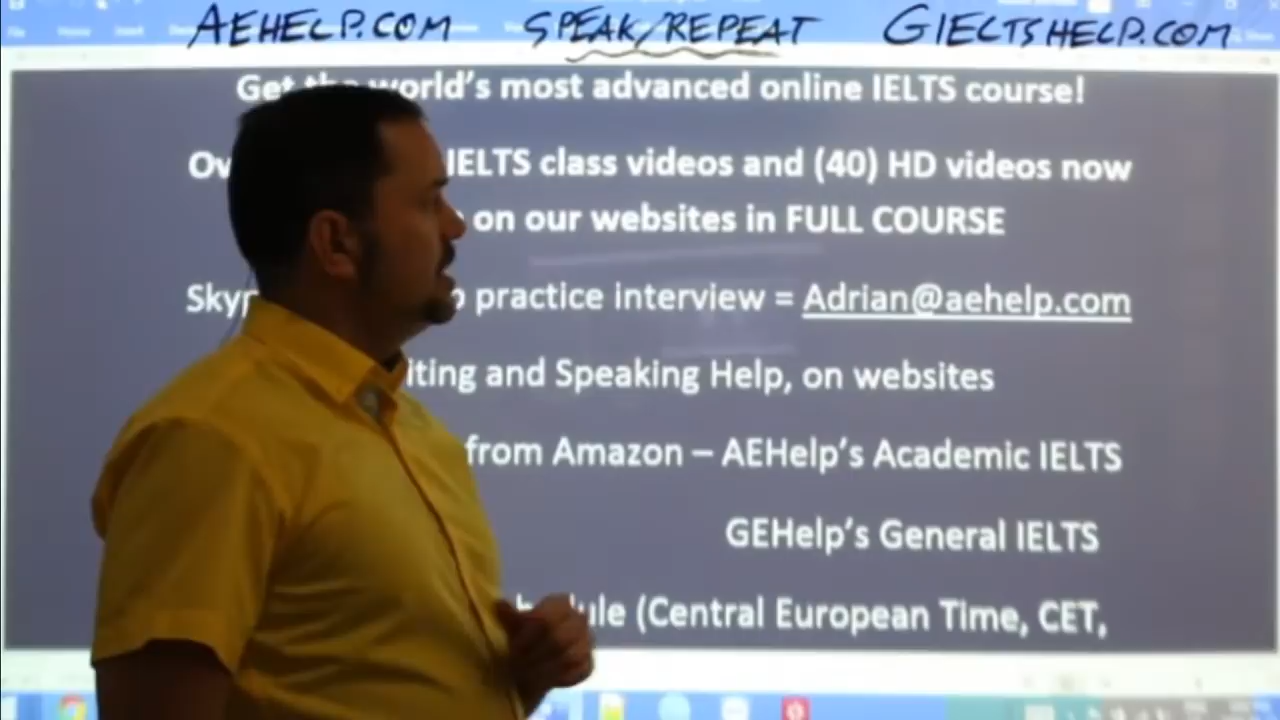 AEHELP.COM SPEAK/REPEAT GIELTSHELP.COM
Get the world's most advanced online IELTS course!
IELTS class videos and (40) HD videos now
on our websites in FULL COURSE
practice interview = Adrian@aehelp.com
and Speaking Help, on websites
from Amazon – AEHelp's Academic IELTS
GEHelp's General IELTS
(Central European Time, CET,